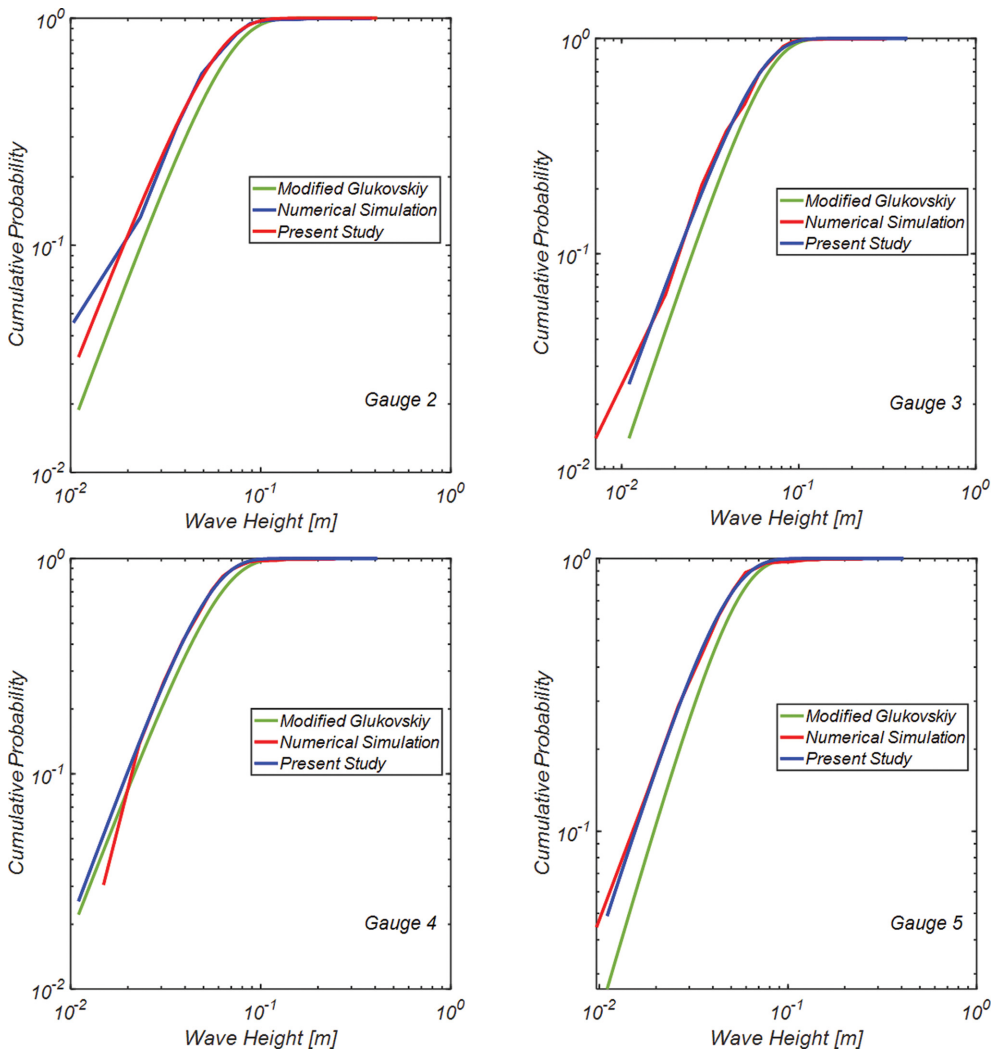 10^0
10^-1
10^-2
Cumulative Probability
Modified Glukovskiy
Numerical Simulation
Present Study
Gauge 2
10^-2
10^-1
10^0
Wave Height [m]
10^0
10^-1
10^-2
Cumulative Probability
Modified Glukovskiy
Numerical Simulation
Present Study
Gauge 3
10^-2
10^-1
10^0
Wave Height [m]
10^0
10^-1
10^-2
Cumulative Probability
Modified Glukovskiy
Numerical Simulation
Present Study
Gauge 4
10^-2
10^-1
10^0
Wave Height [m]
10^0
10^-1
Cumulative Probability
Modified Glukovskiy
Numerical Simulation
Present Study
Gauge 5
10^-2
10^-1
10^0
Wave Height [m]